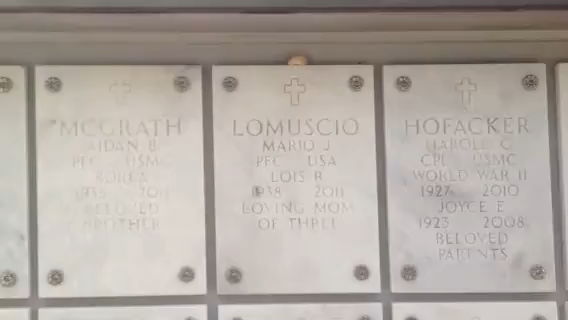 MCGRATH
AIDAN B
PFC USMC
KOREA
BELOVED
BROTHER
LOMUSCIO
MARIO J
PFC USA
LOIS R
1938 2011
LOVING MOM
OF THREE
HOFACKER
HAROLD C
CPL USMC
WORLD WAR II
1927 2010
JOYCE E
1923 2008
BELOVED
PARENTS